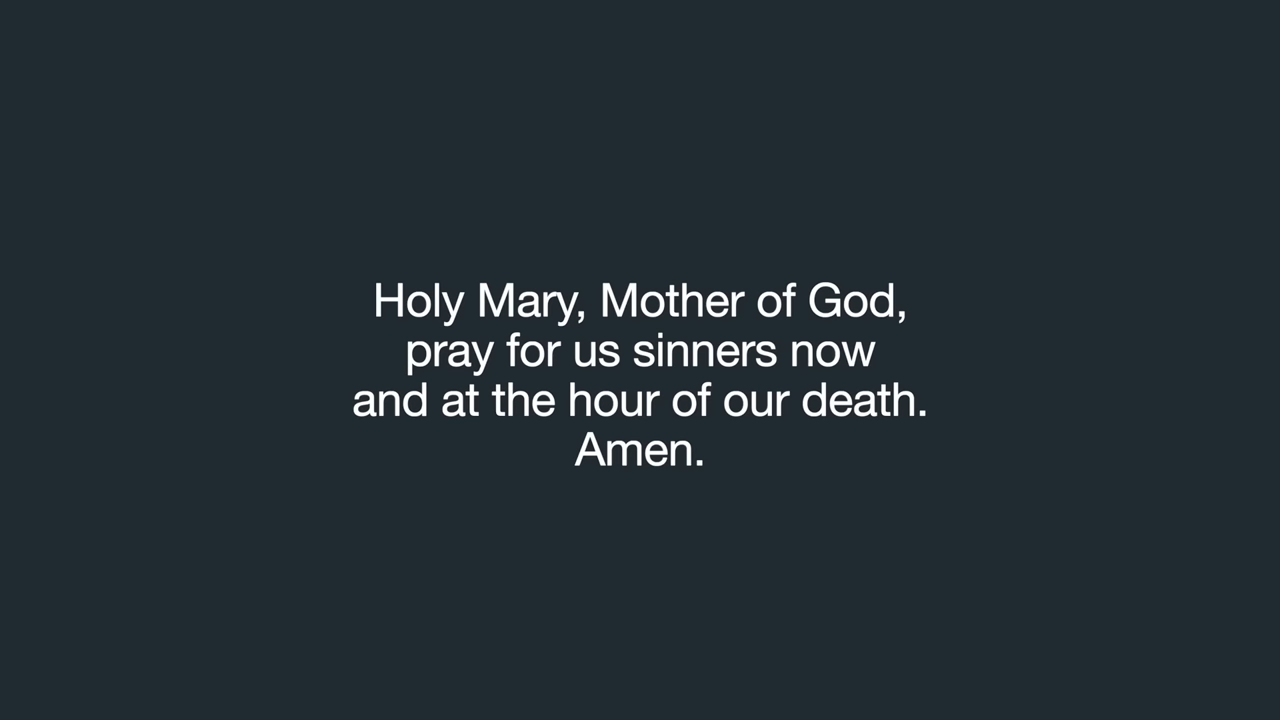 Holy Mary, Mother of God,
pray for us sinners now
and at the hour of our death.
Amen.